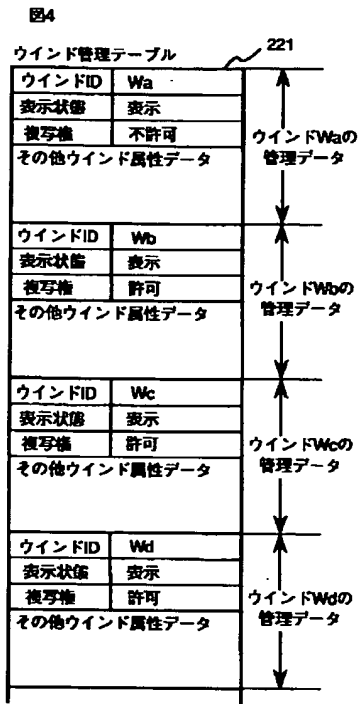 図4
ウインド管理テーブル
221
ウインドID Wa
表示状態 表示
複写権 不許可
その他ウインド属性データ
ウインドWaの
管理データ
ウインドID Wb
表示状態 表示
複写権 許可
その他ウインド属性データ
ウインドWbの
管理データ
ウインドID Wc
表示状態 表示
複写権 許可
その他ウインド属性データ
ウインドWcの
管理データ
ウインドID Wd
表示状態 表示
複写権 許可
その他ウインド属性データ
ウインドWdの
管理データ